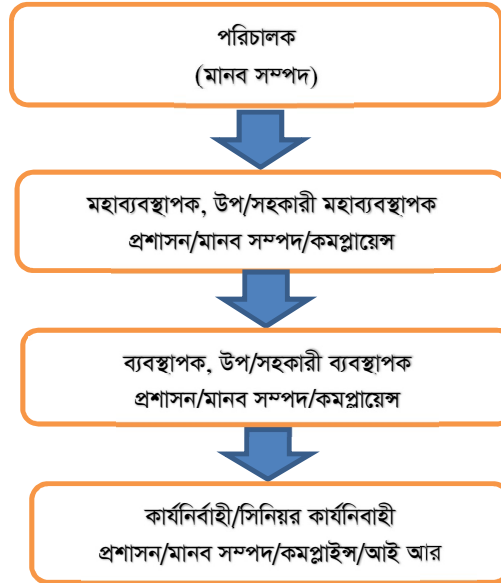 পরিচালক
(মানব সম্পদ)
মহাব্যবস্থাপক, উপ/সহকারী মহাব্যবস্থাপক
প্রশাসন/মানব সম্পদ/কমপ্লায়েন্স
ব্যবস্থাপক, উপ/সহকারী ব্যবস্থাপক
প্রশাসন/মানব সম্পদ/কমপ্লায়েন্স
কার্যনির্বাহী/সিনিয়র কার্যনিবাহী
প্রশাসন/মানব সম্পদ/কমপ্লাইন্স/আই আর